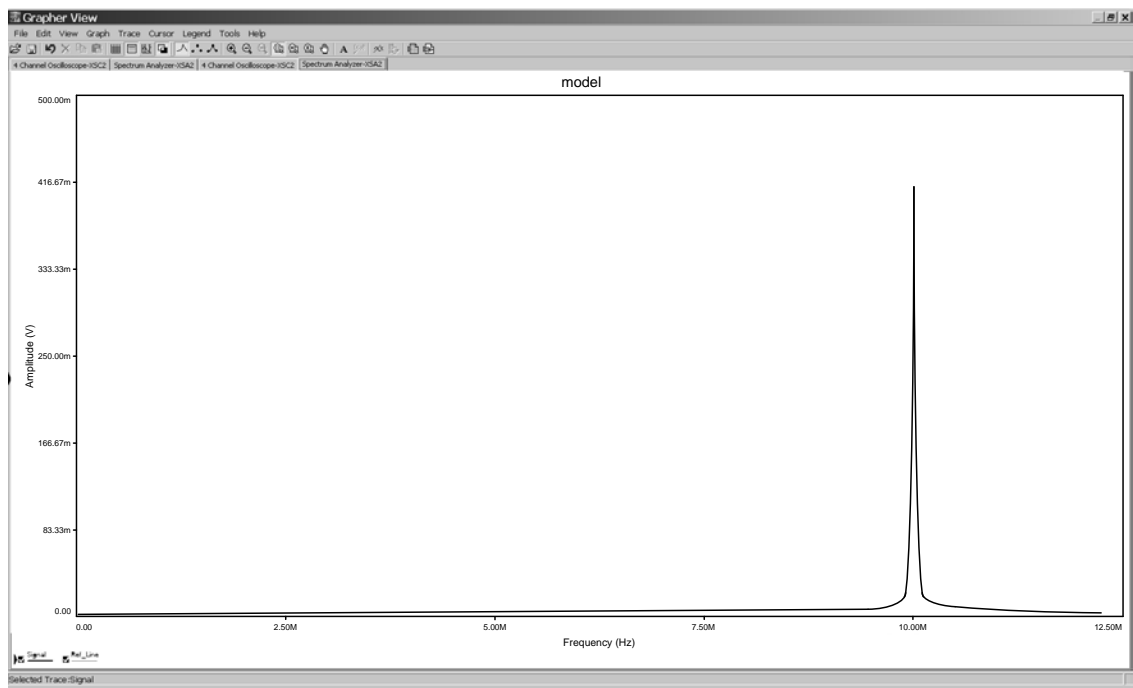 Grapher View
File Edit View Graph Trace Cursor Legend Tools Help
4 Channel Oscilloscope-XSC2 Spectrum Analyzer-XSA2 4 Channel Oscilloscope-XSC2 Spectrum Analyzer-XSA2
model
500.00m
416.67m
333.33m
250.00m
166.67m
83.33m
0.00
Amplitude (V)
0.00 2.50M 5.00M 7.50M 10.00M 12.50M
Frequency (Hz)
Signal Rel_Line
Selected Trace:Signal